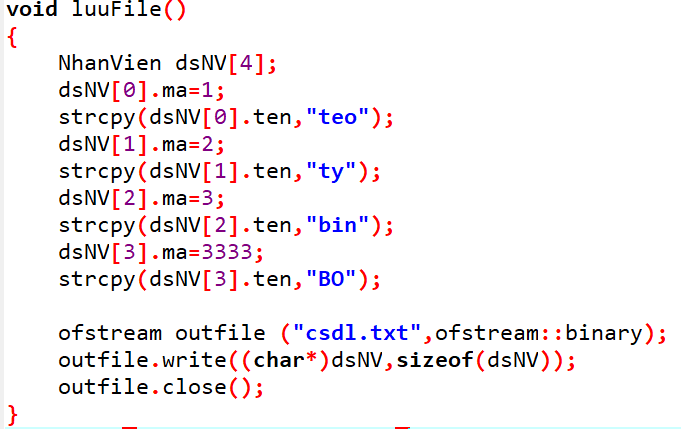 void luuFile()
{
NhanVien dsNV[4];
dsNV[0].ma=1;
strcpy(dsNV[0].ten,"teo");
dsNV[1].ma=2;
strcpy(dsNV[1].ten,"ty");
dsNV[2].ma=3;
strcpy(dsNV[2].ten,"bin");
dsNV[3].ma=3333;
strcpy(dsNV[3].ten,"BO");
ofstream outfile ("csdl.txt",ofstream::binary);
outfile.write((char*)dsNV,sizeof(dsNV));
outfile.close();
}